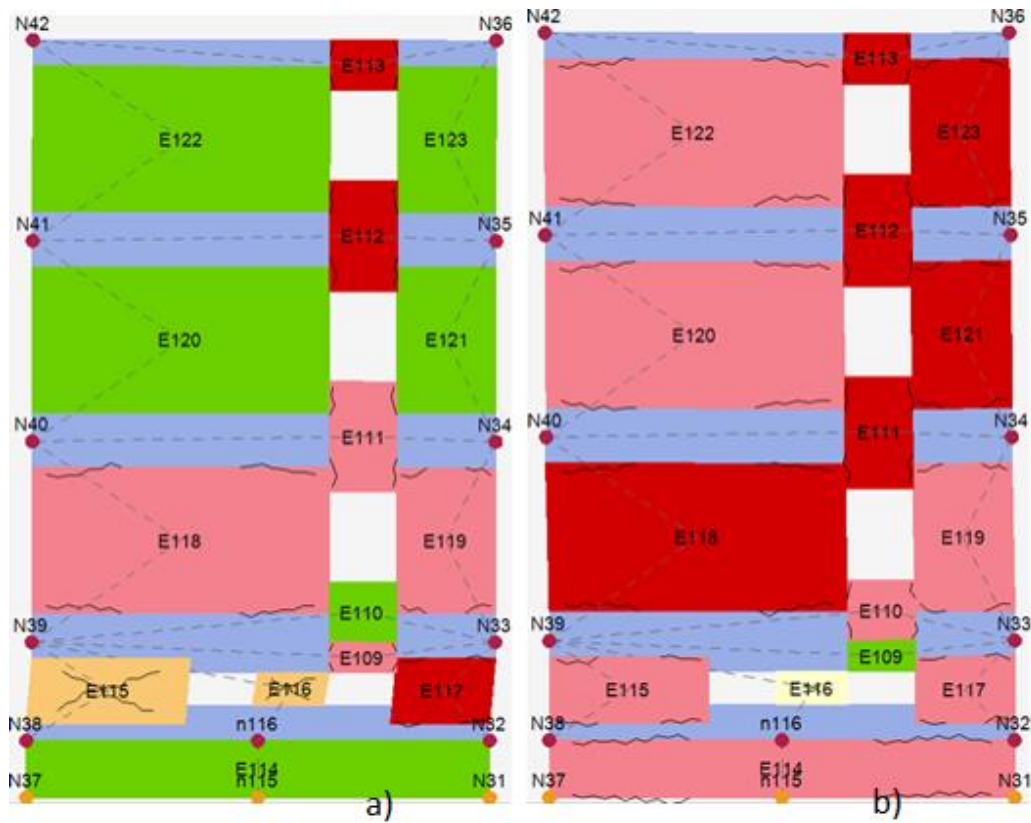 N42 N36
E113
E122 E123
N41 N35
E112
E120 E121
N40 N34
E111
E118 E119
E110
N39 N33
E109
E115 E116 E117
N38 n116 N32
E114
N37 n115 N31
a)
N42 N36
E113
E122 E123
N41 N35
E112
E120 E121
N40 N34
E111
E118 E119
E110
N39 N33
E109
E115 E116 E117
N38 n116 N32
E114
N37 n115 N31
b)